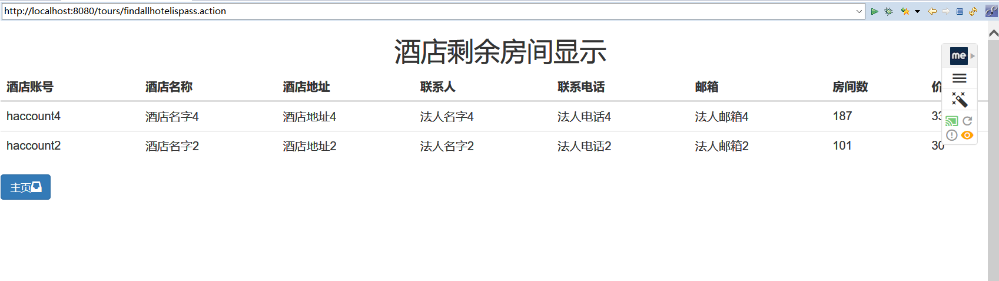 http://localhost:8080/tours/findallhotelispass.action
酒店剩余房间显示
me
酒店账号 酒店名称 酒店地址 联系人 联系电话 邮箱 房间数
haccount4 酒店名字4 酒店地址4 法人名字4 法人电话4 法人邮箱4 187
haccount2 酒店名字2 酒店地址2 法人名字2 法人电话2 法人邮箱2 101 30
主页